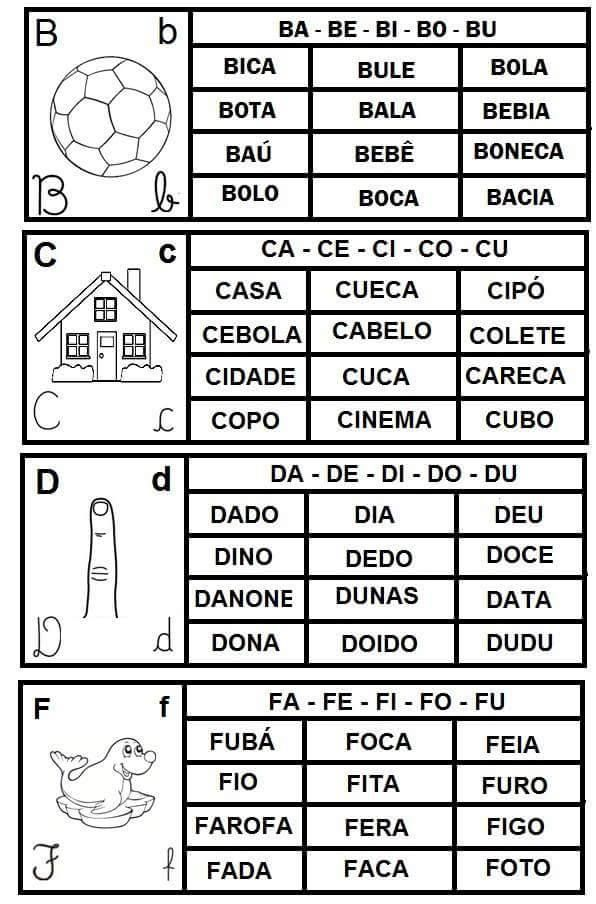 B b
BA - BE - BI - BO - BU
BICA BULE BOLA
BOTA BALA BEBIA
BAÚ BEBÊ BONECA
BOLO BOCA BACIA
B b
C c
CA - CE - CI - CO - CU
CASA CUECA CIPÓ
CEBOLA CABELO COLETE
CIDADE CUCA CARECA
COPO CINEMA CUBO
C c
D d
DA - DE - DI - DO - DU
DADO DIA DEU
DINO DEDO DOCE
DANONE DUNAS DATA
DONA DOIDO DUDU
D d
F f
FA - FE - FI - FO - FU
FUBÁ FOCA FEIA
FIO FITA FURO
FAROFA FERA FIGO
FADA FACA FOTO
F f